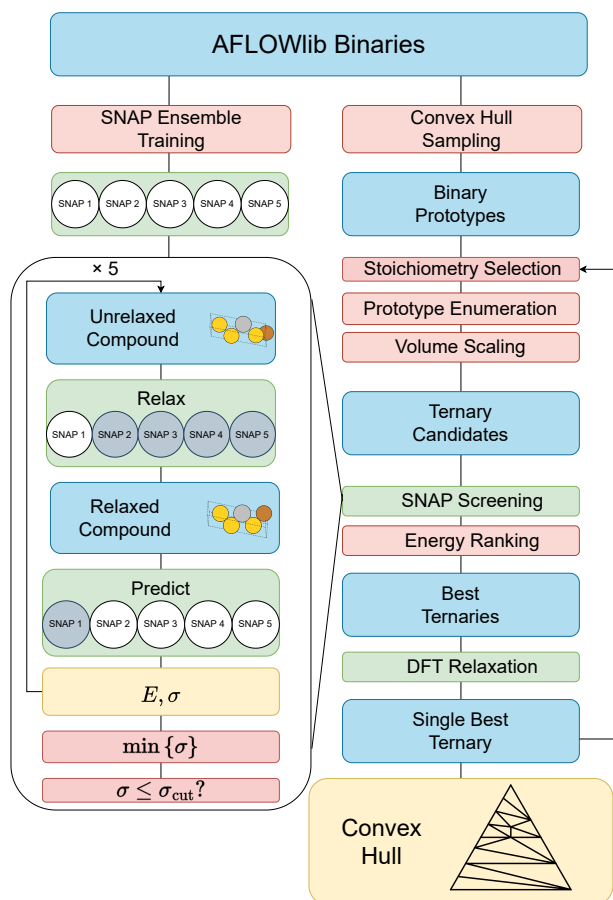 AFLOWlib Binaries
SNAP Ensemble
Training
SNAP 1
SNAP 2
SNAP 3
SNAP 4
SNAP 5
× 5
Unrelaxed
Compound
Relax
SNAP 1
SNAP 2
SNAP 3
SNAP 4
SNAP 5
Relaxed
Compound
Predict
SNAP 1
SNAP 2
SNAP 3
SNAP 4
SNAP 5
E, σ
min {σ}
σ ≤ σcut?
Convex Hull
Sampling
Binary
Prototypes
Stoichiometry Selection
Prototype Enumeration
Volume Scaling
Ternary
Candidates
SNAP Screening
Energy Ranking
Best
Ternaries
DFT Relaxation
Single Best
Ternary
Convex
Hull